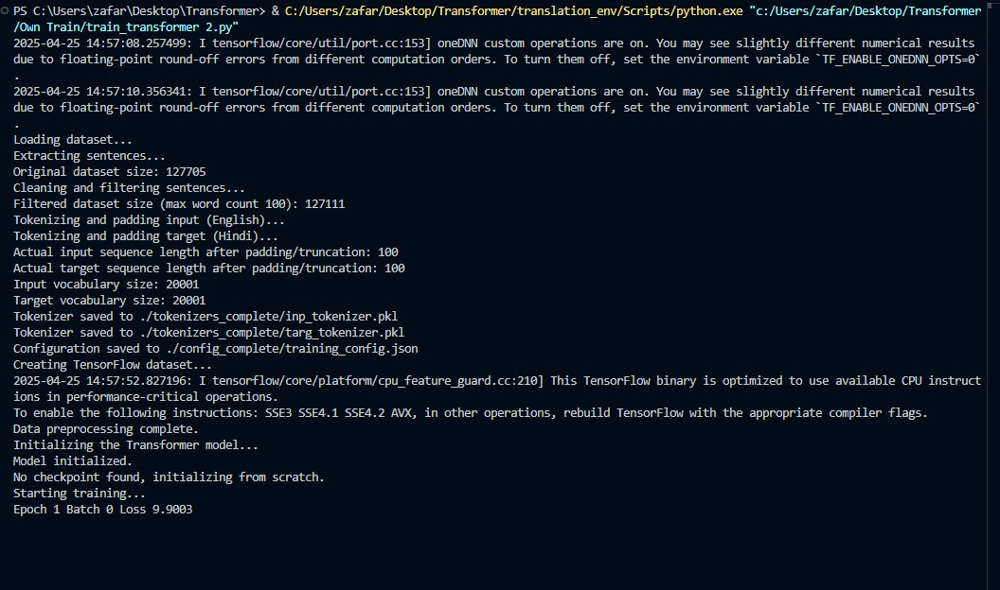 PS C:\Users\zafar\Desktop\Transformer> & C:/Users/zafar/Desktop/Transformer/translation_env/Scripts/python.exe "c:/Users/zafar/Desktop/Transformer
/Own Train/train_transformer 2.py"
2025-04-25 14:57:08.257499: I tensorflow/core/util/port.cc:153] oneDNN custom operations are on. You may see slightly different numerical results
due to floating-point round-off errors from different computation orders. To turn them off, set the environment variable `TF_ENABLE_ONEDNN_OPTS=0`
.
2025-04-25 14:57:10.356341: I tensorflow/core/util/port.cc:153] oneDNN custom operations are on. You may see slightly different numerical results
due to floating-point round-off errors from different computation orders. To turn them off, set the environment variable `TF_ENABLE_ONEDNN_OPTS=0`
.
Loading dataset...
Extracting sentences...
Original dataset size: 127705
Cleaning and filtering sentences...
Filtered dataset size (max word count 100): 127111
Tokenizing and padding input (English)...
Tokenizing and padding target (Hindi)...
Actual input sequence length after padding/truncation: 100
Actual target sequence length after padding/truncation: 100
Input vocabulary size: 20001
Target vocabulary size: 20001
Tokenizer saved to ./tokenizers_complete/inp_tokenizer.pkl
Tokenizer saved to ./tokenizers_complete/targ_tokenizer.pkl
Configuration saved to ./config_complete/training_config.json
Creating TensorFlow dataset...
2025-04-25 14:57:52.827196: I tensorflow/core/platform/cpu_feature_guard.cc:210] This TensorFlow binary is optimized to use available CPU instruct
ions in performance-critical operations.
To enable the following instructions: SSE3 SSE4.1 SSE4.2 AVX, in other operations, rebuild TensorFlow with the appropriate compiler flags.
Data preprocessing complete.
Initializing the Transformer model...
Model initialized.
No checkpoint found, initializing from scratch.
Starting training...
Epoch 1 Batch 0 Loss 9.9003